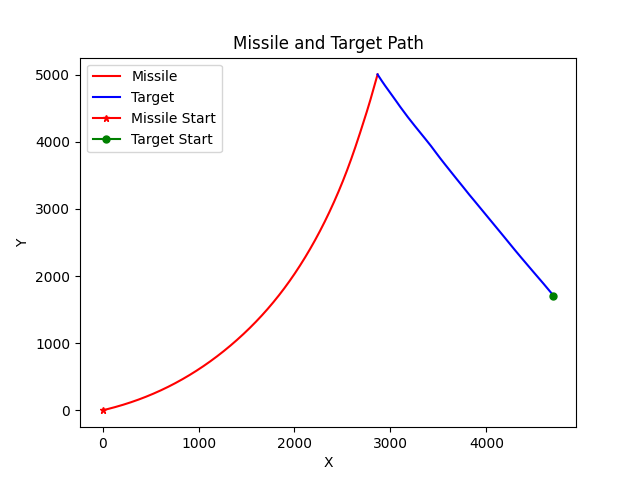 Missile and Target Path
Missile
Target
Missile Start
Target Start
5000
4000
3000
2000
1000
0
Y
0 1000 2000 3000 4000
X